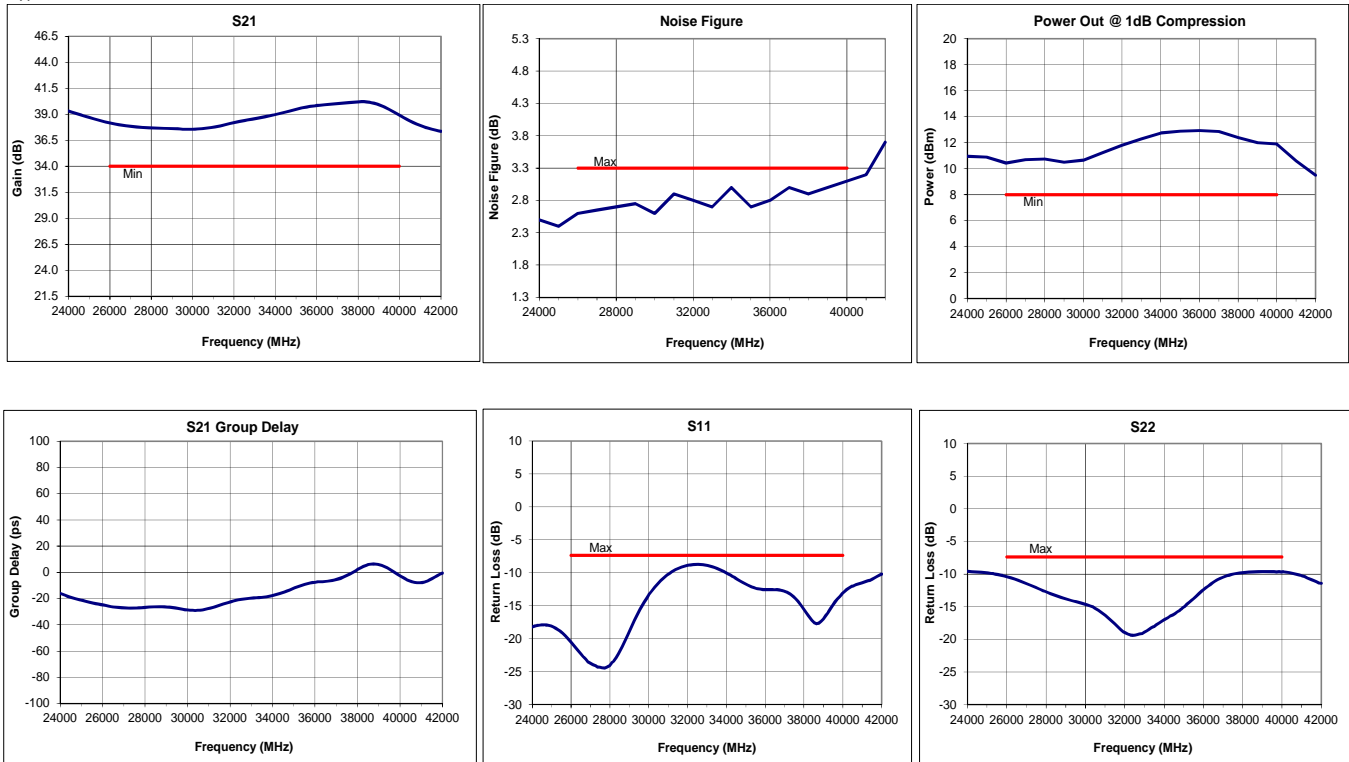 S21
Gain (dB)
46.5
44.0
41.5
39.0
36.5
34.0
31.5
29.0
26.5
24.0
21.5
Min
24000 26000 28000 30000 32000 34000 36000 38000 40000 42000
Frequency (MHz)
Noise Figure
Noise Figure (dB)
5.3
4.8
4.3
3.8
3.3
2.8
2.3
1.8
1.3
Max
24000 28000 32000 36000 40000
Frequency (MHz)
Power Out @ 1dB Compression
Power (dBm)
20
18
16
14
12
10
8
6
4
2
0
Min
24000 26000 28000 30000 32000 34000 36000 38000 40000 42000
Frequency (MHz)
S21 Group Delay
Group Delay (ps)
100
80
60
40
20
0
-20
-40
-60
-80
-100
24000 26000 28000 30000 32000 34000 36000 38000 40000 42000
Frequency (MHz)
S11
Return Loss (dB)
10
5
0
-5
-10
-15
-20
-25
-30
Max
24000 26000 28000 30000 32000 34000 36000 38000 40000 42000
Frequency (MHz)
S22
Return Loss (dB)
10
5
0
-5
-10
-15
-20
-25
-30
Max
24000 26000 28000 30000 32000 34000 36000 38000 40000 42000
Frequency (MHz)